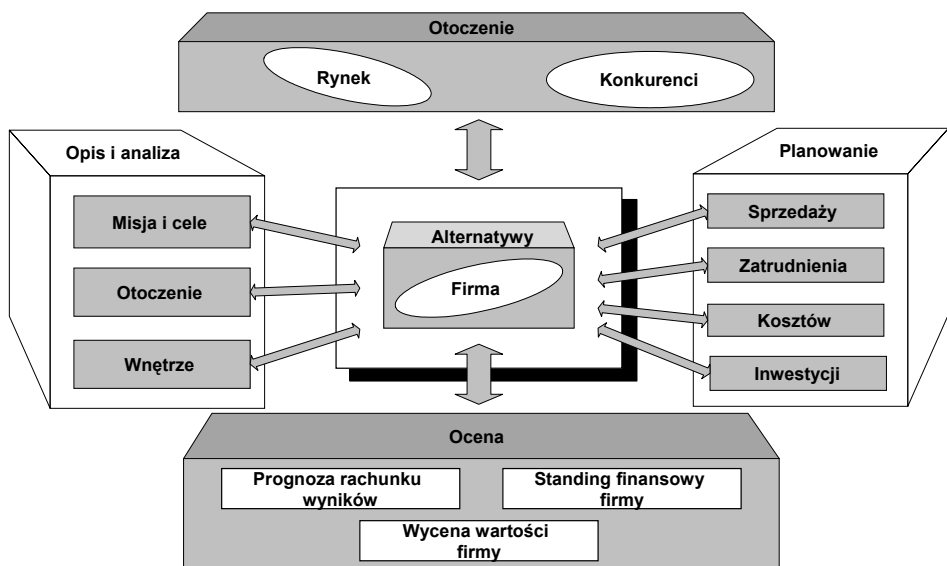 Otoczenie
Rynek
Konkurenci
Opis i analiza
Misja i cele
Otoczenie
Wnętrze
Alternatywy
Firma
Planowanie
Sprzedaży
Zatrudnienia
Kosztów
Inwestycji
Ocena
Prognoza rachunku
wyników
Standing finansowy
firmy
Wycena wartości
firmy